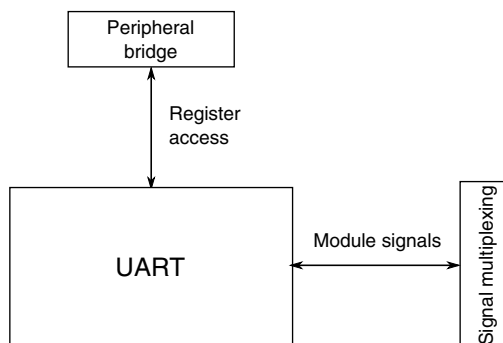 Peripheral
bridge
Register
access
Module signals
UART
Signal multiplexing